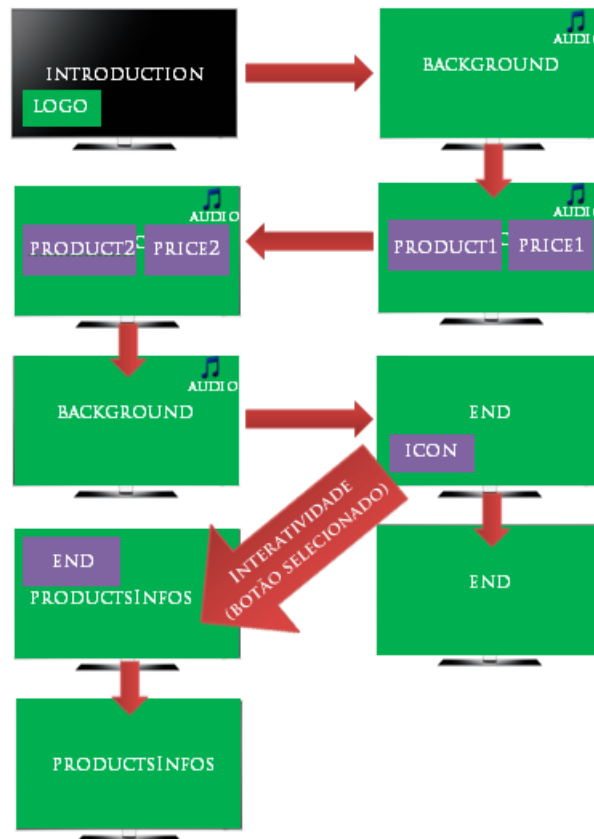 INTRODUCTION
LOGO
AUDIO
BACKGROUND
AUDIO
PRODUCT1
PRICE1
AUDIO
PRODUCT2
PRICE2
AUDIO
BACKGROUND
END
ICON
INTERATIVIDADE
(BOTÃO SELECIONADO)
END
PRODUCTSINFOS
END
PRODUCTSINFOS